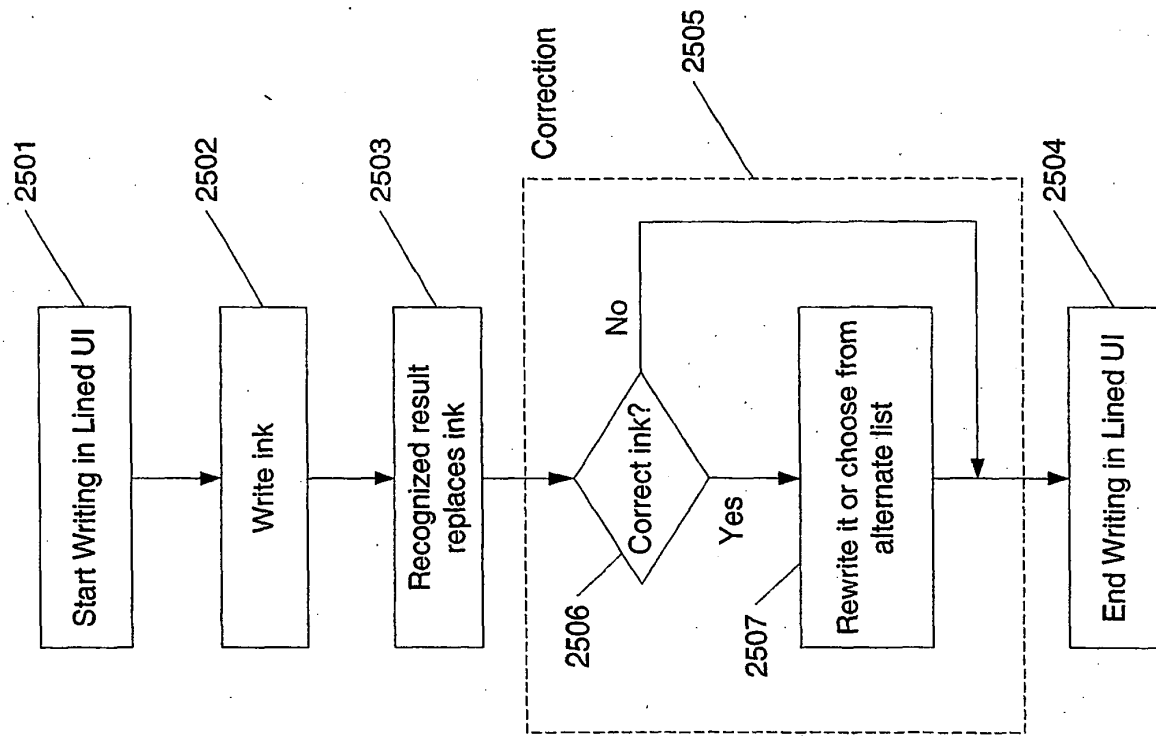 2501
Start Writing in Lined UI
2502
Write ink
2503
Recognized result
replaces ink
Correction
2505
2506
Correct ink?
No
Yes
2507
Rewrite it or choose from
alternate list
2504
End Writing in Lined UI